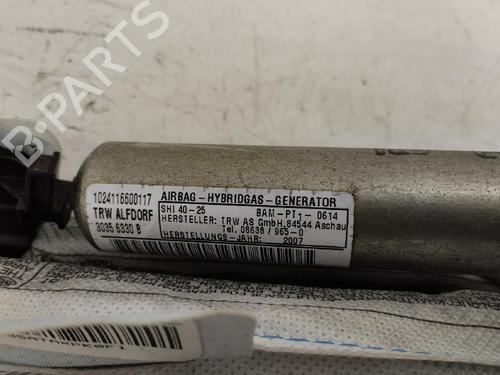 B-PARTS
1024116600117
TRW ALFDORF
3035 6330 B
AIRBAG - HYBRIDGAS - GENERATOR
SHI 40-25
BAM-PT1- 0614
HERSTELLER: TRW AS GmbH, 84544 Aschau
Tel. 08638 / 965-0
HERSTELLUNGS-JAHR: 2007